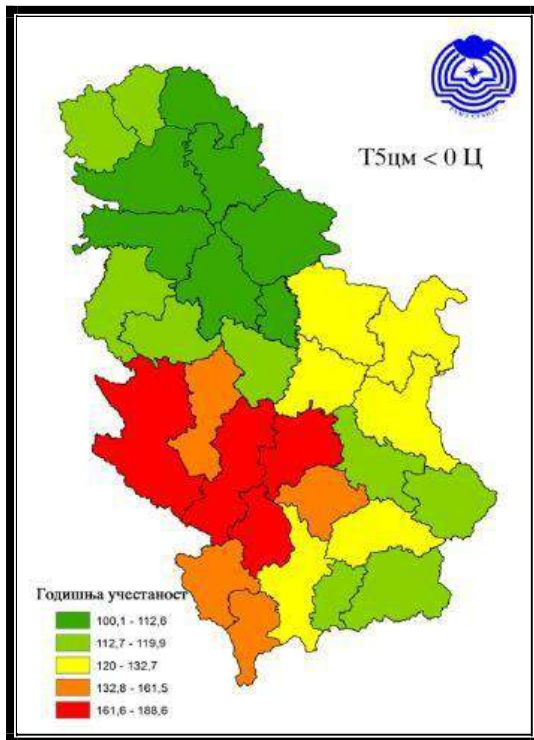 Т5цм < 0 Ц
Годишња учестаност
100,1 - 112,6
112,7 - 119,9
120 - 132,7
132,8 - 161,5
161,6 - 188,6